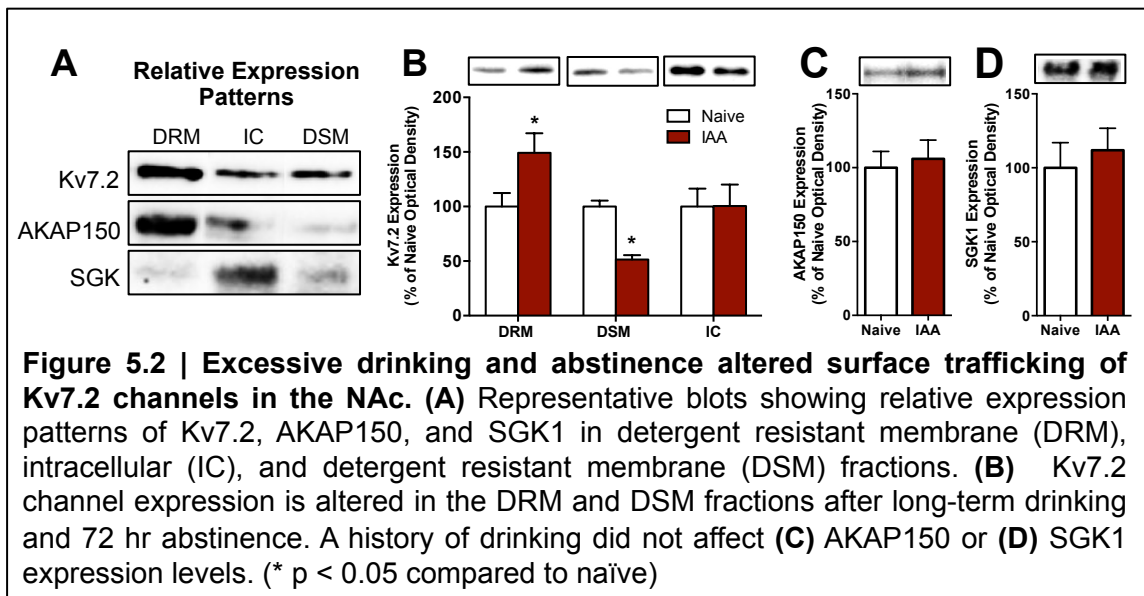 A
Relative Expression
Patterns
DRM IC DSM
Kv7.2
AKAP150
SGK
B
Kv7.2 Expression
(% of Naive Optical Density)
200
150
100
50
0
Naive
IAA
*
*
DRM DSM IC
C
AKAP150 Expression
(% of Naive Optical Density)
150
100
50
0
Naive IAA
D
SGK1 Expression
(% of Naive Optical Density)
150
100
50
0
Naive IAA
Figure 5.2 | Excessive drinking and abstinence altered surface trafficking of
Kv7.2 channels in the NAc. (A) Representative blots showing relative expression
patterns of Kv7.2, AKAP150, and SGK1 in detergent resistant membrane (DRM),
intracellular (IC), and detergent resistant membrane (DSM) fractions. (B) Kv7.2
channel expression is altered in the DRM and DSM fractions after long-term drinking
and 72 hr abstinence. A history of drinking did not affect (C) AKAP150 or (D) SGK1
expression levels. (* p < 0.05 compared to naïve)